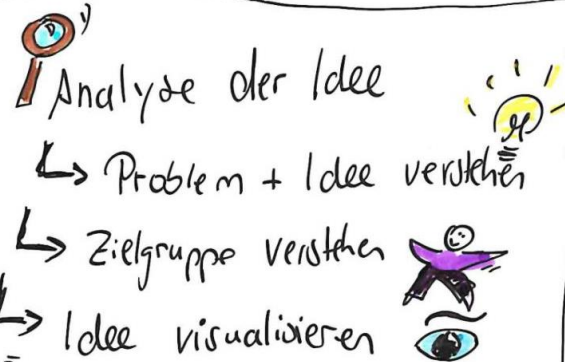 Analyse der Idee
↳ Problem + Idee verstehen
↳ Zielgruppe verstehen
↳ Idee visualisieren